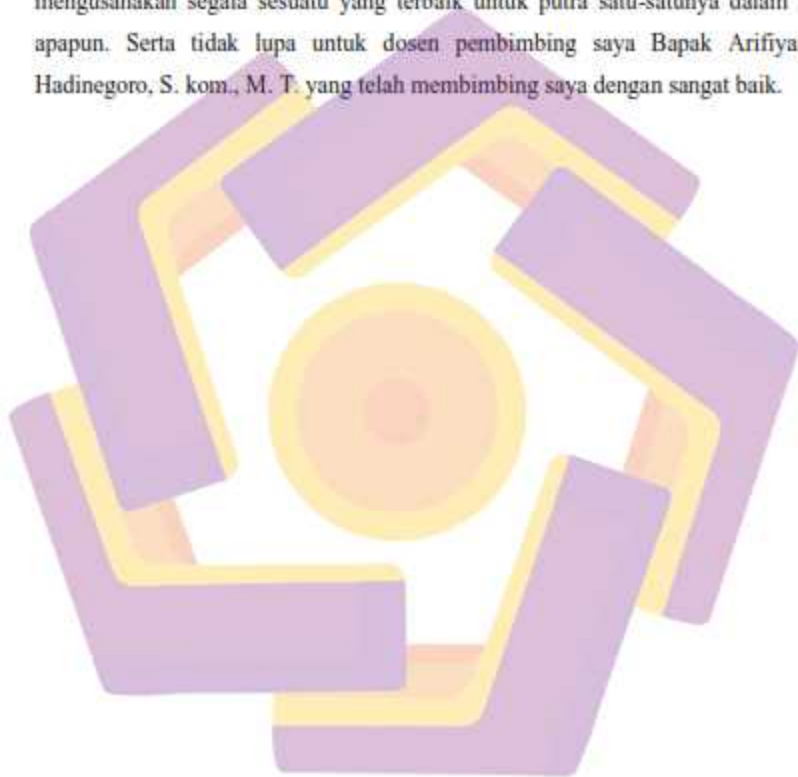 mengusahakan segala sesuatu yang terbaik untuk putra satu-satunya dalam
apapun. Serta tidak lupa untuk dosen pembimbing saya Bapak Arifiya
Hadinegoro, S. kom., M. T. yang telah membimbing saya dengan sangat baik.